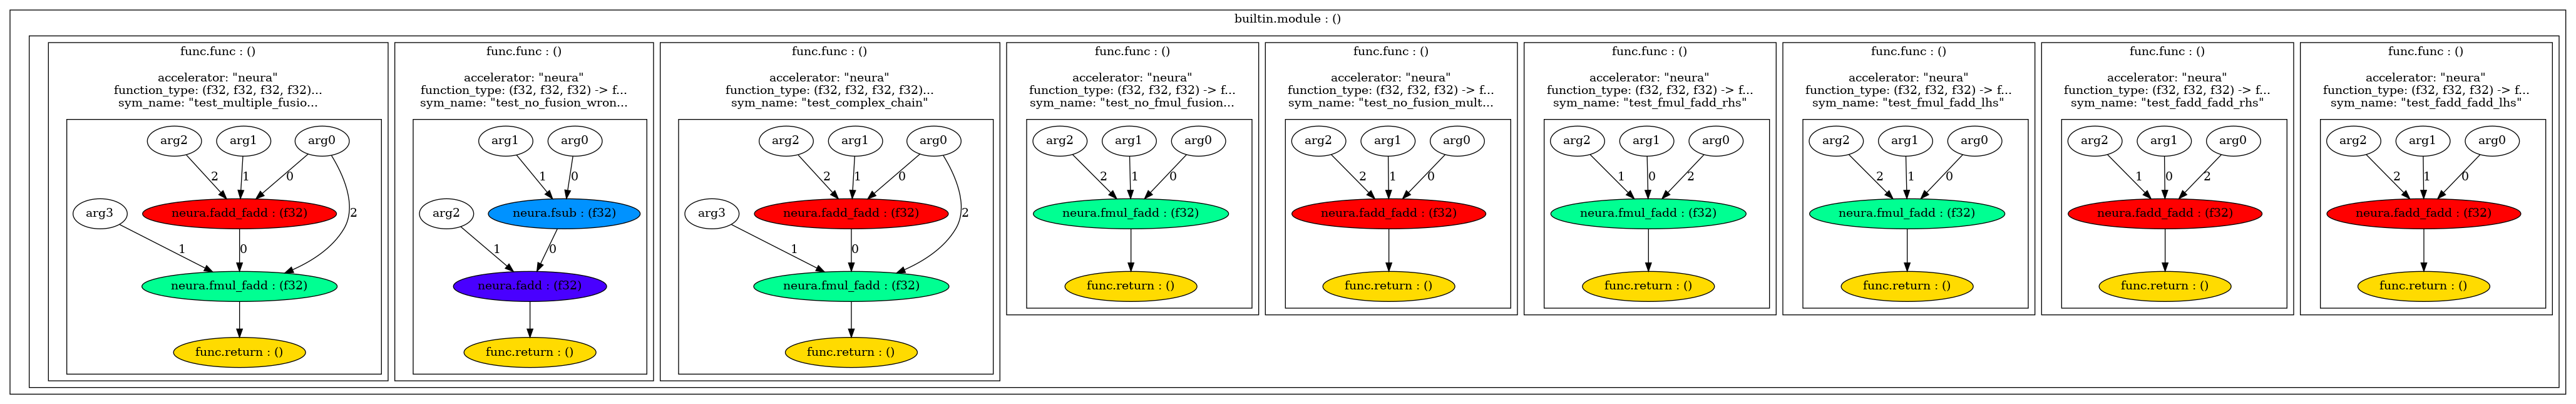 builtin.module : ()
func.func : ()
accelerator: "neura"
function_type: (f32, f32, f32, f32)...
sym_name: "test_multiple_fusio...
arg2
arg1
arg0
2
1
0
arg3
neura.fadd_fadd : (f32)
2
1
0
neura.fmul_fadd : (f32)
func.return : ()
func.func : ()
accelerator: "neura"
function_type: (f32, f32, f32) -> f...
sym_name: "test_no_fusion_wron...
arg1
arg0
1
0
arg2
neura.fsub : (f32)
1
0
neura.fadd : (f32)
func.return : ()
func.func : ()
accelerator: "neura"
function_type: (f32, f32, f32, f32)...
sym_name: "test_complex_chain"
arg2
arg1
arg0
2
1
0
arg3
neura.fadd_fadd : (f32)
2
1
0
neura.fmul_fadd : (f32)
func.return : ()
func.func : ()
accelerator: "neura"
function_type: (f32, f32, f32) -> f...
sym_name: "test_no_fmul_fusion...
arg2
arg1
arg0
2
1
0
neura.fmul_fadd : (f32)
func.return : ()
func.func : ()
accelerator: "neura"
function_type: (f32, f32, f32) -> f...
sym_name: "test_no_fusion_mult...
arg2
arg1
arg0
2
1
0
neura.fadd_fadd : (f32)
func.return : ()
func.func : ()
accelerator: "neura"
function_type: (f32, f32, f32) -> f...
sym_name: "test_fmul_fadd_rhs"
arg2
arg1
arg0
1
0
2
neura.fmul_fadd : (f32)
func.return : ()
func.func : ()
accelerator: "neura"
function_type: (f32, f32, f32) -> f...
sym_name: "test_fmul_fadd_lhs"
arg2
arg1
arg0
2
1
0
neura.fmul_fadd : (f32)
func.return : ()
func.func : ()
accelerator: "neura"
function_type: (f32, f32, f32) -> f...
sym_name: "test_fadd_fadd_rhs"
arg2
arg1
arg0
1
0
2
neura.fadd_fadd : (f32)
func.return : ()
func.func : ()
accelerator: "neura"
function_type: (f32, f32, f32) -> f...
sym_name: "test_fadd_fadd_lhs"
arg2
arg1
arg0
2
1
0
neura.fadd_fadd : (f32)
func.return : ()